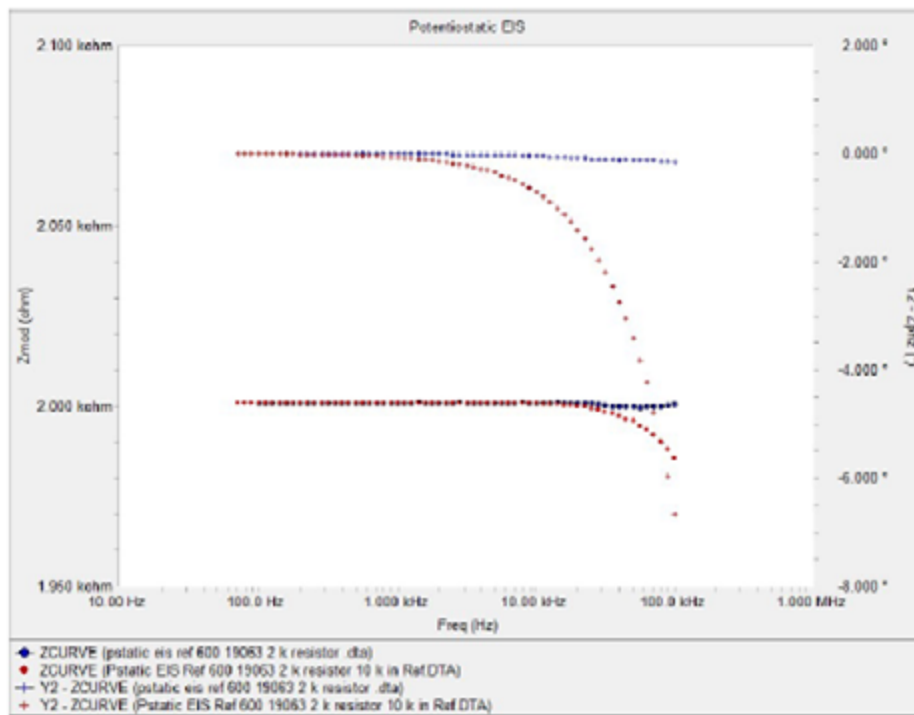 Potentiostatic EIS
2.100 kohm
2.000 °
0.000 °
2.050 kohm
-2.000 °
Zmod (ohm)
-4.000 °
2.000 kohm
-6.000 °
1.950 kohm
-8.000 °
10.00 Hz 100.0 Hz 1.000 kHz 10.00 kHz 100.0 kHz 1.000 MHz
Freq (Hz)
ZCURVE (pstatic eis ref 600 19063 2 k resistor .dta)
ZCURVE (Pstatic EIS Ref 600 19063 2 k resistor 10 k in Ref.DTA)
Y2 - ZCURVE (pstatic eis ref 600 19063 2 k resistor .dta)
Y2 - ZCURVE (Pstatic EIS Ref 600 19063 2 k resistor 10 k in Ref.DTA)